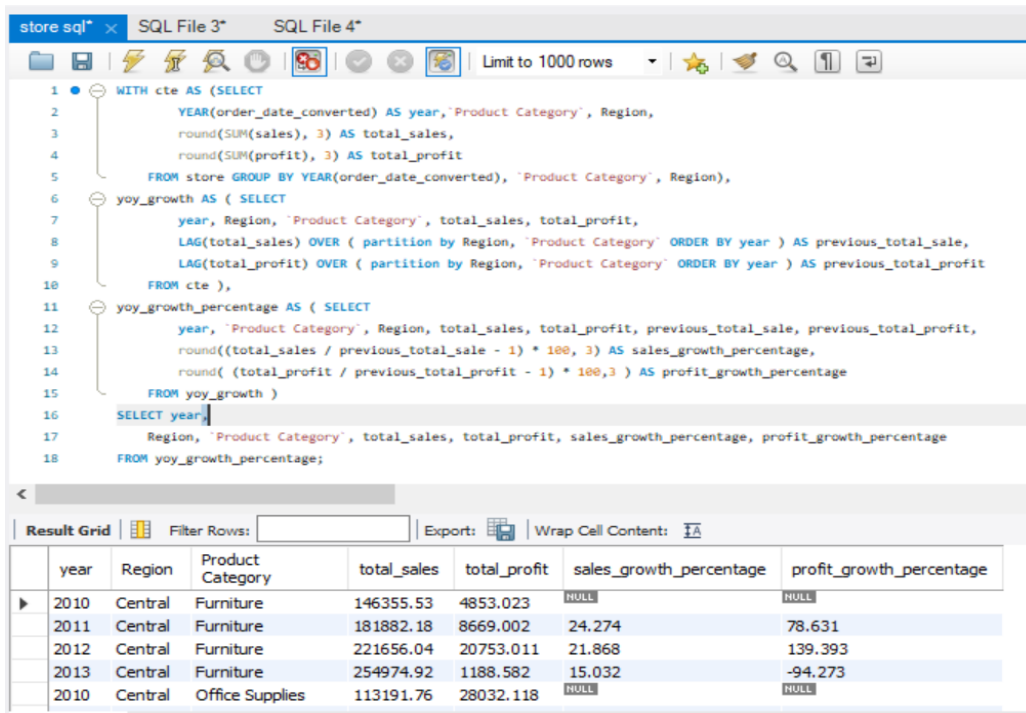 store sql* × SQL File 3* SQL File 4*
Limit to 1000 rows
1 WITH cte AS (SELECT
2 YEAR(order_date_converted) AS year,`Product Category`, Region,
3 round(SUM(sales), 3) AS total_sales,
4 round(SUM(profit), 3) AS total_profit
5 FROM store GROUP BY YEAR(order_date_converted), `Product Category`, Region),
6 yoy_growth AS ( SELECT
7 year, Region, `Product Category`, total_sales, total_profit,
8 LAG(total_sales) OVER ( partition by Region, `Product Category` ORDER BY year ) AS previous_total_sale,
9 LAG(total_profit) OVER ( partition by Region, `Product Category` ORDER BY year ) AS previous_total_profit
10 FROM cte ),
11 yoy_growth_percentage AS ( SELECT
12 year, `Product Category`, Region, total_sales, total_profit, previous_total_sale, previous_total_profit,
13 round((total_sales / previous_total_sale - 1) * 100, 3) AS sales_growth_percentage,
14 round( (total_profit / previous_total_profit - 1) * 100,3 ) AS profit_growth_percentage
15 FROM yoy_growth )
16 SELECT year,
17 Region, `Product Category`, total_sales, total_profit, sales_growth_percentage, profit_growth_percentage
18 FROM yoy_growth_percentage;
Result Grid Filter Rows: Export: Wrap Cell Content: IA
year Region Product Category total_sales total_profit sales_growth_percentage profit_growth_percentage
2010 Central Furniture 146355.53 4853.023 NULL NULL
2011 Central Furniture 181882.18 8669.002 24.274 78.631
2012 Central Furniture 221656.04 20753.011 21.868 139.393
2013 Central Furniture 254974.92 1188.582 15.032 -94.273
2010 Central Office Supplies 113191.76 28032.118 NULL NULL